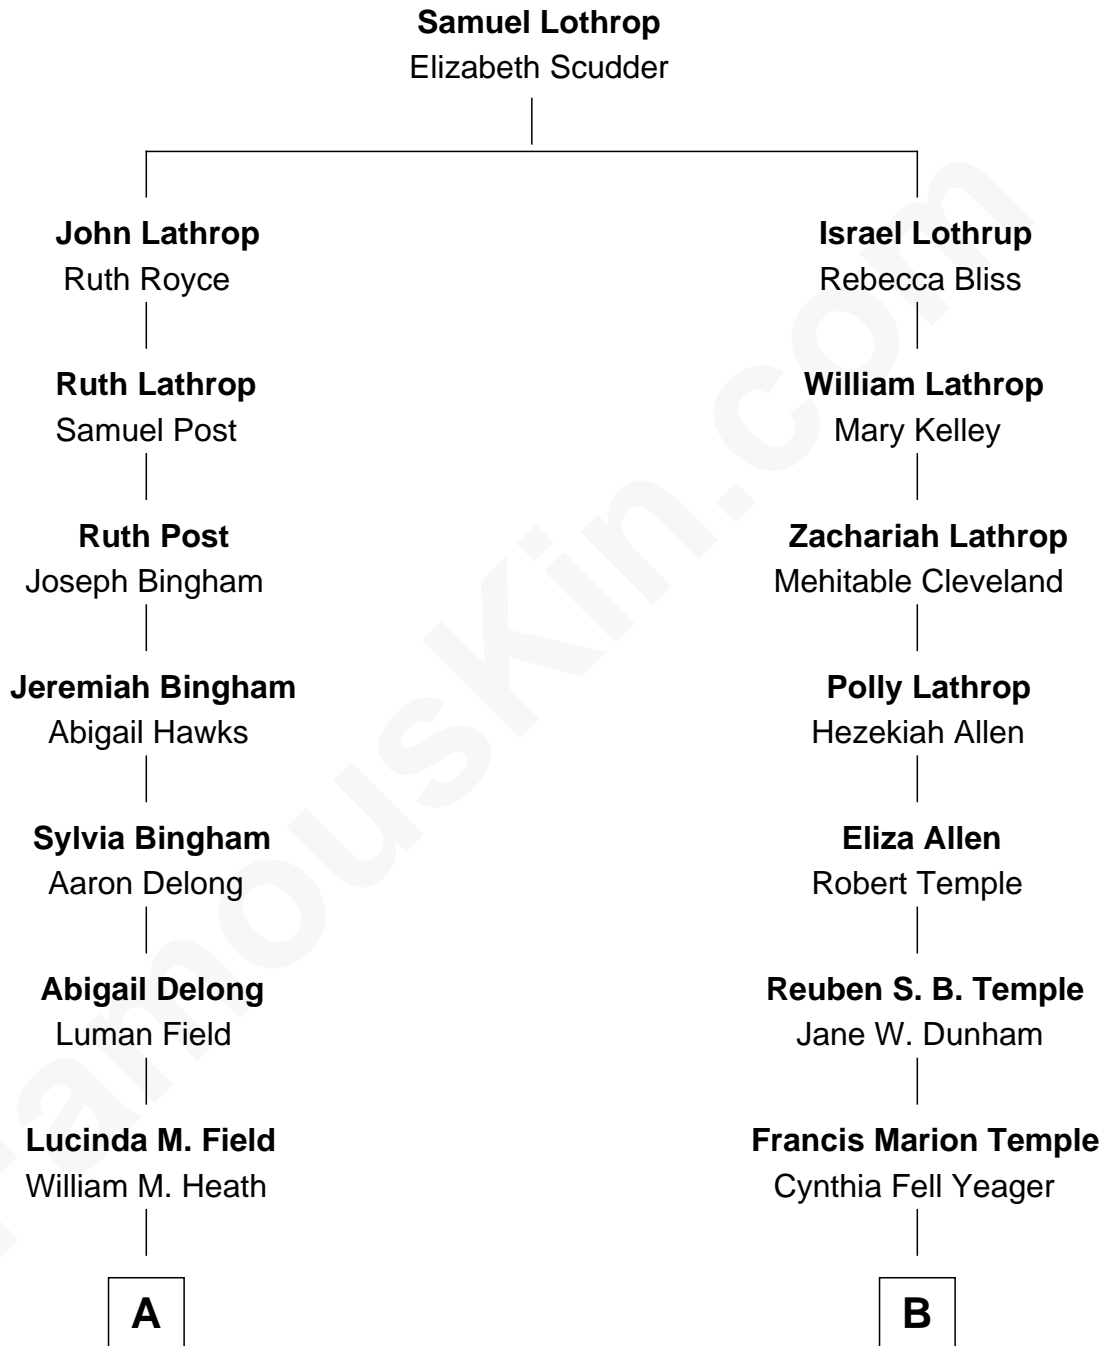 Samuel Lothrop
Elizabeth Scudder
John Lathrop
Ruth Royce
Israel Lothrup
Rebecca Bliss
Ruth Lathrop
Samuel Post
William Lathrop
Mary Kelley
Ruth Post
Joseph Bingham
Zachariah Lathrop
Mehitable Cleveland
Jeremiah Bingham
Abigail Hawks
Polly Lathrop
Hezekiah Allen
Sylvia Bingham
Aaron Delong
Eliza Allen
Robert Temple
Abigail Delong
Luman Field
Reuben S. B. Temple
Jane W. Dunham
Lucinda M. Field
William M. Heath
Francis Marion Temple
Cynthia Fell Yeager
A
B
FamousKin.com